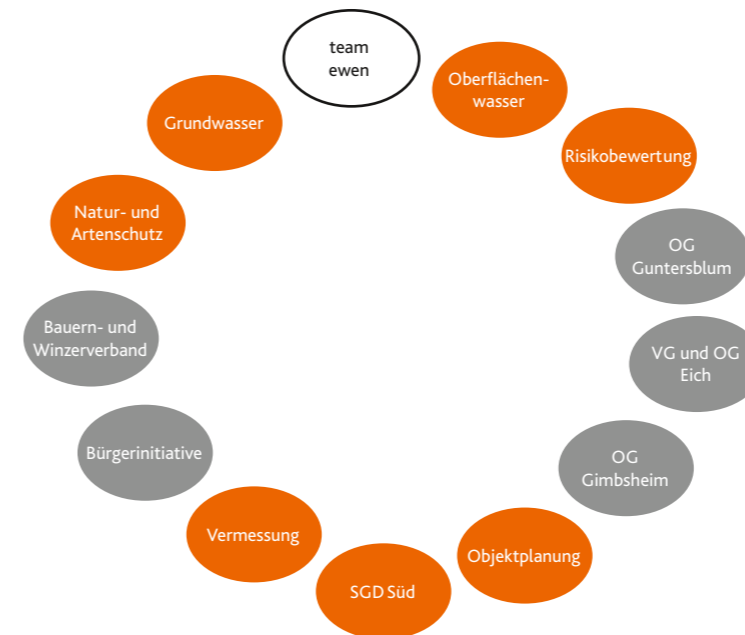 team
ewen
Oberflächen-
wasser
Risikobewertung
OG
Guntersblum
VG und OG
Eich
OG
Gimbsheim
Objektplanung
SGD Süd
Vermessung
Bürgerinitiative
Bauern- und
Winzerverband
Natur- und
Artenschutz
Grundwasser